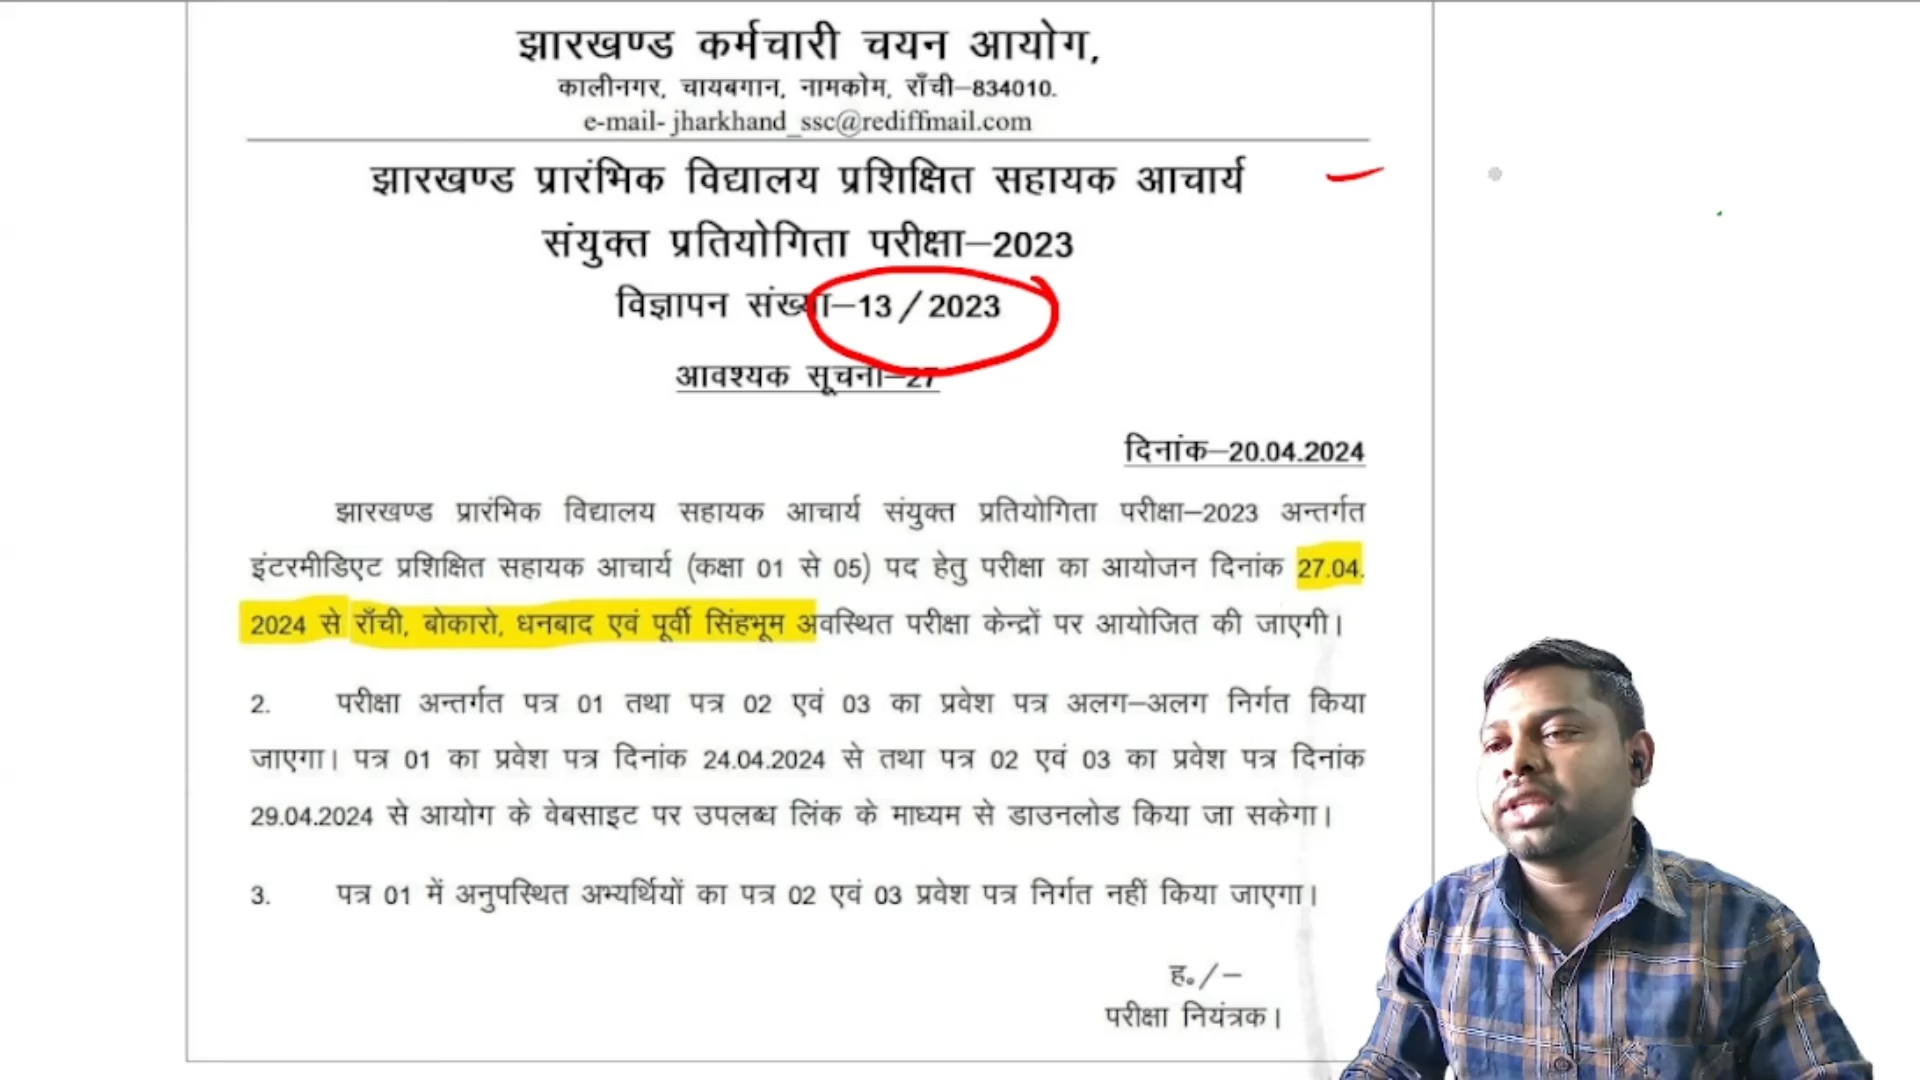 झारखण्ड कर्मचारी चयन आयोग,
कालीनगर, चायबगान, नामकोम, राँची–834010.
e-mail- jharkhand_ssc@rediffmail.com
झारखण्ड प्रारंभिक विद्यालय प्रशिक्षित सहायक आचार्य
संयुक्त प्रतियोगिता परीक्षा–2023
विज्ञापन संख्या–13/2023
आवश्यक सूचना–27
दिनांक–20.04.2024
झारखण्ड प्रारंभिक विद्यालय सहायक आचार्य संयुक्त प्रतियोगिता परीक्षा–2023 अन्तर्गत
इंटरमीडिएट प्रशिक्षित सहायक आचार्य (कक्षा 01 से 05) पद हेतु परीक्षा का आयोजन दिनांक 27.04.
2024 से राँची, बोकारो, धनबाद एवं पूर्वी सिंहभूम अवस्थित परीक्षा केन्द्रों पर आयोजित की जाएगी।
2. परीक्षा अन्तर्गत पत्र 01 तथा पत्र 02 एवं 03 का प्रवेश पत्र अलग–अलग निर्गत किया
जाएगा। पत्र 01 का प्रवेश पत्र दिनांक 24.04.2024 से तथा पत्र 02 एवं 03 का प्रवेश पत्र दिनांक
29.04.2024 से आयोग के वेबसाइट पर उपलब्ध लिंक के माध्यम से डाउनलोड किया जा सकेगा।
3. पत्र 01 में अनुपस्थित अभ्यर्थियों का पत्र 02 एवं 03 प्रवेश पत्र निर्गत नहीं किया जाएगा।
ह०/–
परीक्षा नियंत्रक।